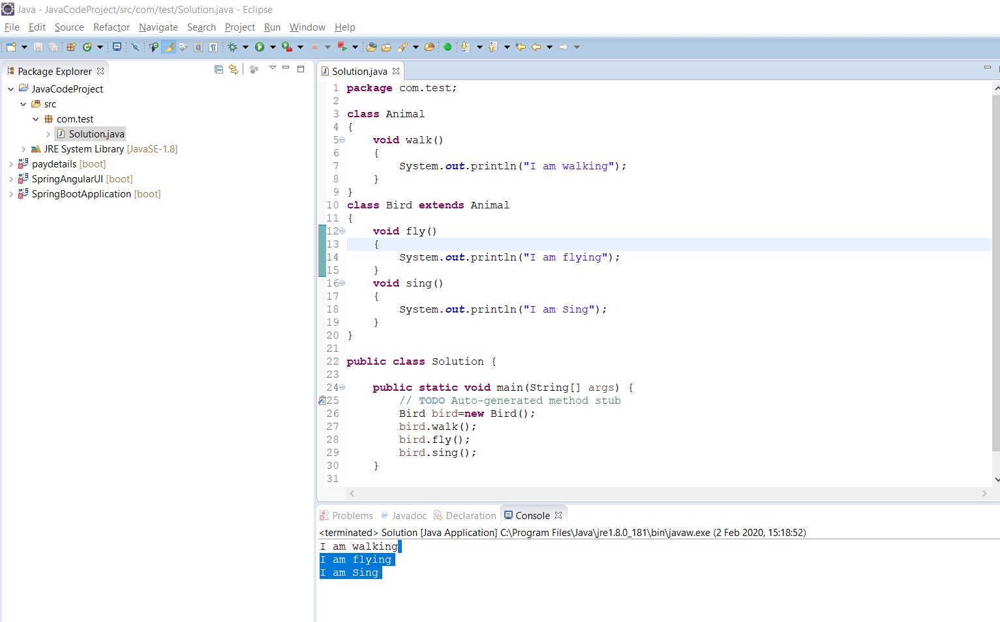 Java - JavaCodeProject/src/com/test/Solution.java - Eclipse
File Edit Source Refactor Navigate Search Project Run Window Help
Package Explorer
JavaCodeProject
src
com.test
Solution.java
JRE System Library [JavaSE-1.8]
paydetails [boot]
SpringAngularUI [boot]
SpringBootApplication [boot]
Solution.java
1 package com.test;
2
3 class Animal
4 {
5     void walk()
6     {
7         System.out.println("I am walking");
8     }
9 }
10 class Bird extends Animal
11 {
12     void fly()
13     {
14         System.out.println("I am flying");
15     }
16     void sing()
17     {
18         System.out.println("I am Sing");
19     }
20 }
21
22 public class Solution {
23
24     public static void main(String[] args) {
25         // TODO Auto-generated method stub
26         Bird bird=new Bird();
27         bird.walk();
28         bird.fly();
29         bird.sing();
30     }
31
Problems @ Javadoc Declaration Console
<terminated> Solution [Java Application] C:\Program Files\Java\jre1.8.0_181\bin\javaw.exe (2 Feb 2020, 15:18:52)
I am walking
I am flying
I am Sing